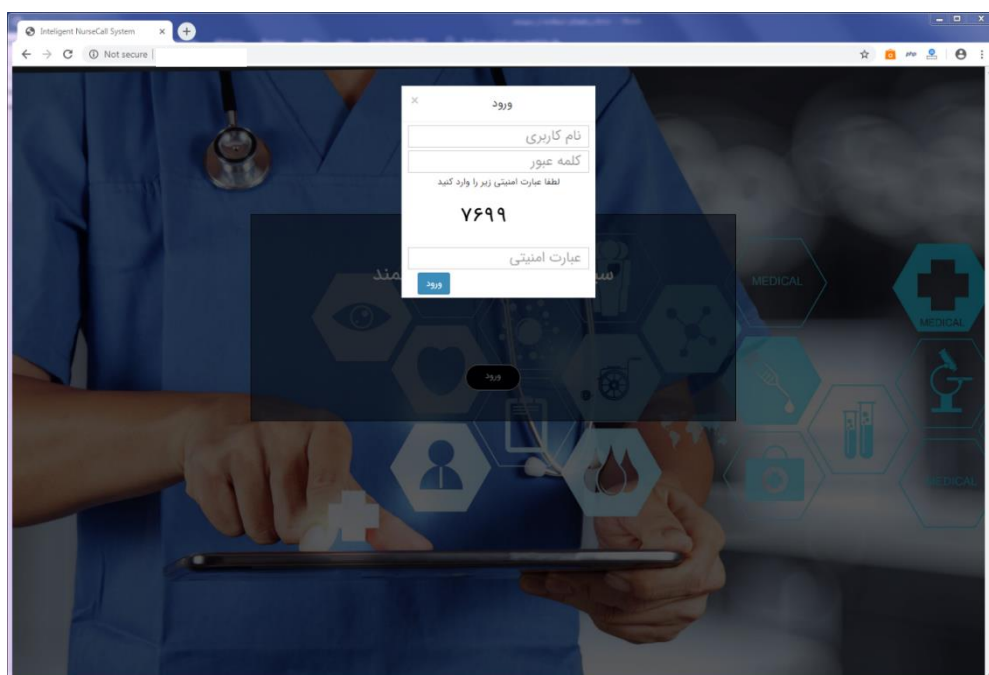 Inteligent NurseCall System
Not secure
php
ورود
نام کاربری
کلمه عبور
لطفا عبارت امنیتی زیر را وارد کنید
۷۶۹۹
عبارت امنیتی
ورود
ورود
MEDICAL
MEDICAL
MEDICAL